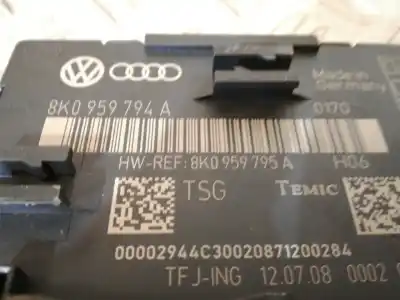 Made in
Germany
8K0 959 794 A
0170
HW-REF: 8K0 959 795 A H06
TSG TEMIC
00002944C30020871200284
TFJ-ING 12.07.08 0002